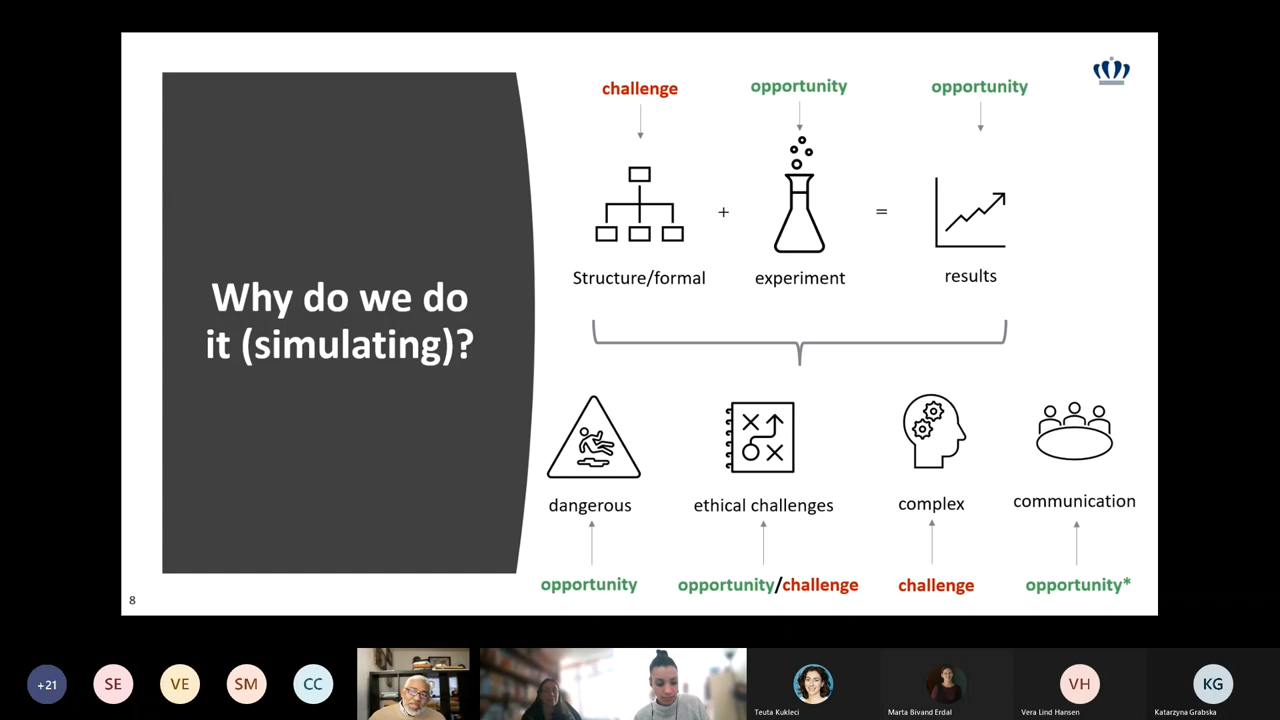 challenge
opportunity
opportunity
+
=
Structure/formal
experiment
results
Why do we do
it (simulating)?
dangerous
ethical challenges
complex
communication
opportunity
opportunity/challenge
challenge
opportunity*
8
+21
SE
VE
SM
CC
VH
KG
Teuta Kukleci
Marta Bivand Erdal
Vera Lind Hansen
Katarzyna Grabska